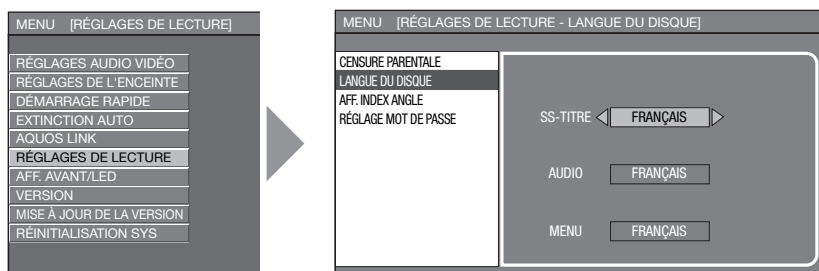 MENU [RÉGLAGES DE LECTURE]
RÉGLAGES AUDIO VIDÉO
RÉGLAGES DE L'ENCEINTE
DÉMARRAGE RAPIDE
EXTINCTION AUTO
AQUOS LINK
RÉGLAGES DE LECTURE
AFF. AVANT/LED
VERSION
MISE À JOUR DE LA VERSION
RÉINITIALISATION SYS
MENU [RÉGLAGES DE LECTURE - LANGUE DU DISQUE]
CENSURE PARENTALE
LANGUE DU DISQUE
AFF. INDEX ANGLE
RÉGLAGE MOT DE PASSE
SS-TITRE FRANÇAIS
AUDIO FRANÇAIS
MENU FRANÇAIS